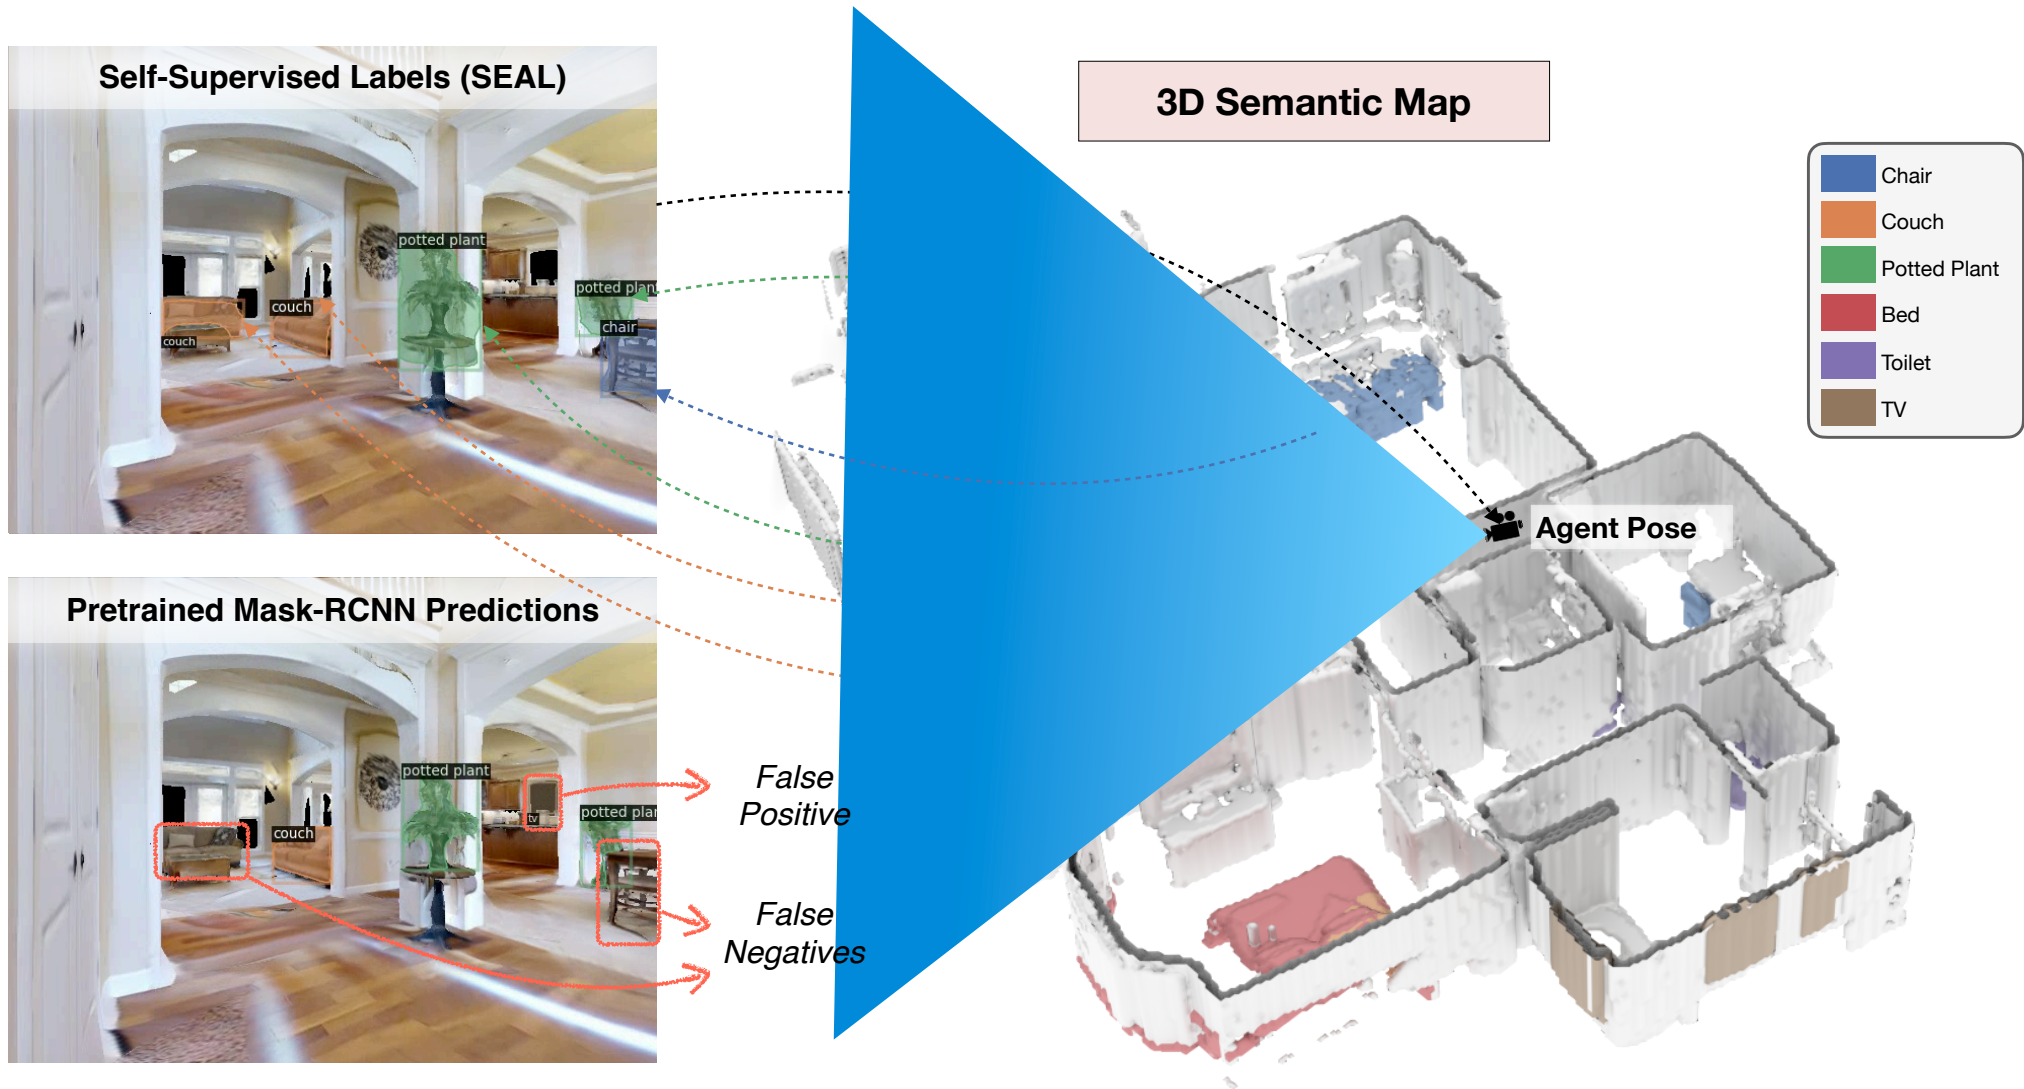 Self-Supervised Labels (SEAL)
potted plant
potted plan
couch
chair
couch
3D Semantic Map
Chair
Couch
Potted Plant
Bed
Toilet
TV
Agent Pose
Pretrained Mask-RCNN Predictions
potted plant
potted plar
tv
couch
False
Positive
False
Negatives